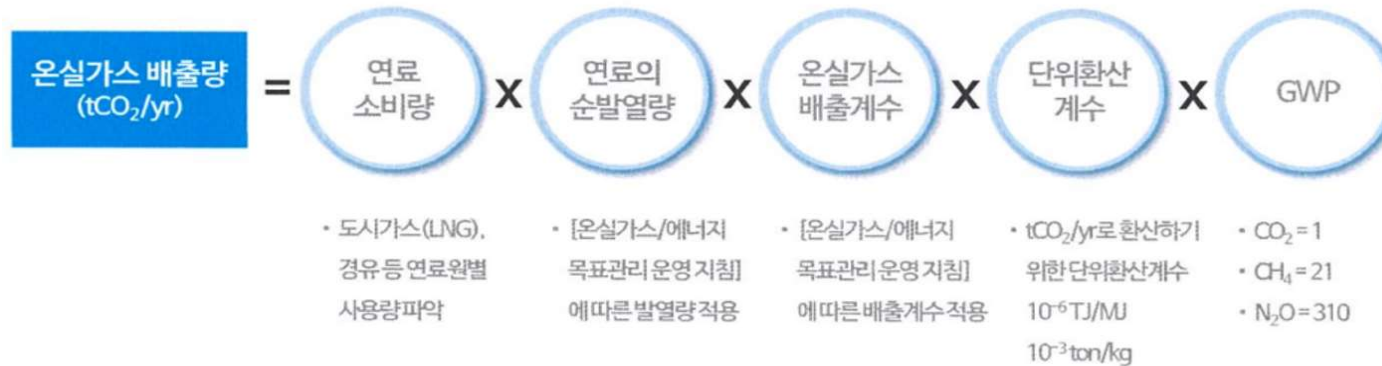 온실가스 배출량
(tCO₂/yr)
=
연료
소비량
X
연료의
순발열량
X
온실가스
배출계수
X
단위환산
계수
X
GWP
• 도시가스(LNG),
경유 등 연료원별
사용량 파악
• [온실가스/에너지
목표관리 운영 지침]
에 따른 발열량 적용
• [온실가스/에너지
목표관리 운영 지침]
에 따른 배출계수 적용
• tCO₂/yr로 환산하기
위한 단위환산계수
10⁻⁶ TJ/MJ
10⁻³ ton/kg
• CO₂ = 1
• CH₄ = 21
• N₂O = 310